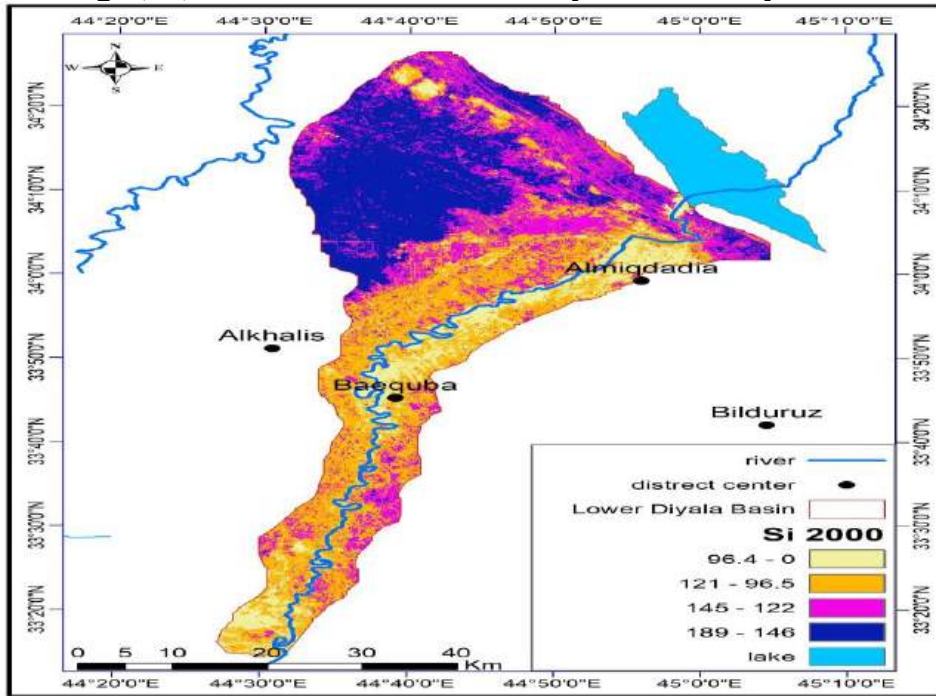 44°20'0"E 44°30'0"E 44°40'0"E 44°50'0"E 45°0'0"E 45°10'0"E
N
W E
S
34°20'0"N 34°20'0"N
34°10'0"N 34°10'0"N
34°0'0"N 34°0'0"N
Almiqdadia
Alkhalis
33°50'0"N 33°50'0"N
Baequba
Bilduruz
33°40'0"N 33°40'0"N
river
distrect center
Lower Diyala Basin
33°30'0"N 33°30'0"N
Si 2000
96.4 - 0
121 - 96.5
145 - 122
189 - 146
lake
33°20'0"N 33°20'0"N
0 5 10 20 30 40
Km
44°20'0"E 44°30'0"E 44°40'0"E 44°50'0"E 45°0'0"E 45°10'0"E